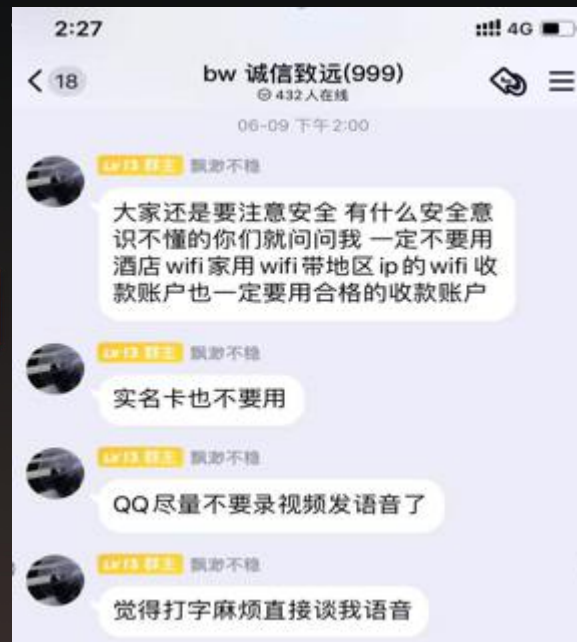 2:27
4G
18
bw 诚信致远(999)
432人在线
06-09 下午2:00
Lv13 群主 飘渺不稳
大家还是要注意安全 有什么安全意
识不懂的你们就问问我 一定不要用
酒店wifi家用wifi带地区ip的wifi收
款账户也一定要用合格的收款账户
Lv13 群主 飘渺不稳
实名卡也不要用
Lv13 群主 飘渺不稳
QQ尽量不要录视频发语音了
Lv13 群主 飘渺不稳
觉得打字麻烦直接谈我语音